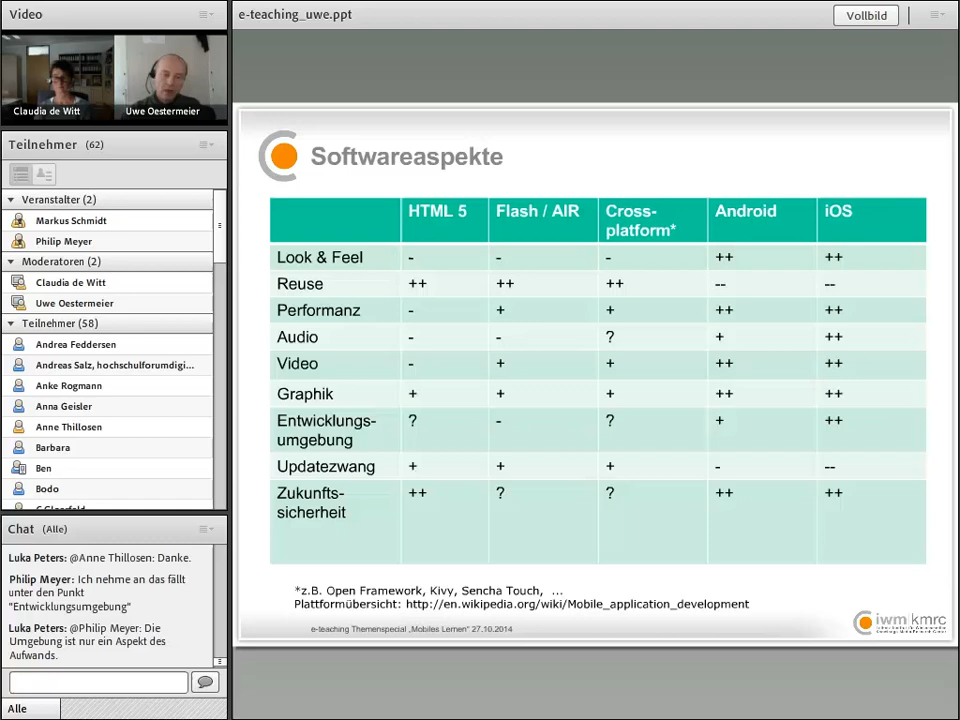 Video
Claudia de Witt
Uwe Oestermeier
Teilnehmer (62)
Veranstalter (2)
Markus Schmidt
Philip Meyer
Moderatoren (2)
Claudia de Witt
Uwe Oestermeier
Teilnehmer (58)
Andrea Feddersen
Andreas Salz, hochschulforumdigi...
Anke Rogmann
Anna Geisler
Anne Thillosen
Barbara
Ben
Bodo
Chat (Alle)
Luka Peters: @Anne Thillosen: Danke.
Philip Meyer: Ich nehme an das fällt
unter den Punkt
"Entwicklungsumgebung"
Luka Peters: @Philip Meyer: Die
Umgebung ist nur ein Aspekt des
Aufwands.
Alle
e-teaching_uwe.ppt
Vollbild
Softwareaspekte
HTML 5 Flash / AIR Cross-platform* Android iOS
Look & Feel - - - ++ ++
Reuse ++ ++ ++ -- --
Performanz - + + ++ ++
Audio - - ? + ++
Video - + + ++ ++
Graphik + + + ++ ++
Entwicklungs-umgebung ? - ? + ++
Updatezwang + + + - --
Zukunfts-sicherheit ++ ? ? ++ ++
*z.B. Open Framework, Kivy, Sencha Touch, ...
Plattformübersicht: http://en.wikipedia.org/wiki/Mobile_application_development
e-teaching Themenspecial „Mobiles Lernen“ 27.10.2014
iwm|kmrc